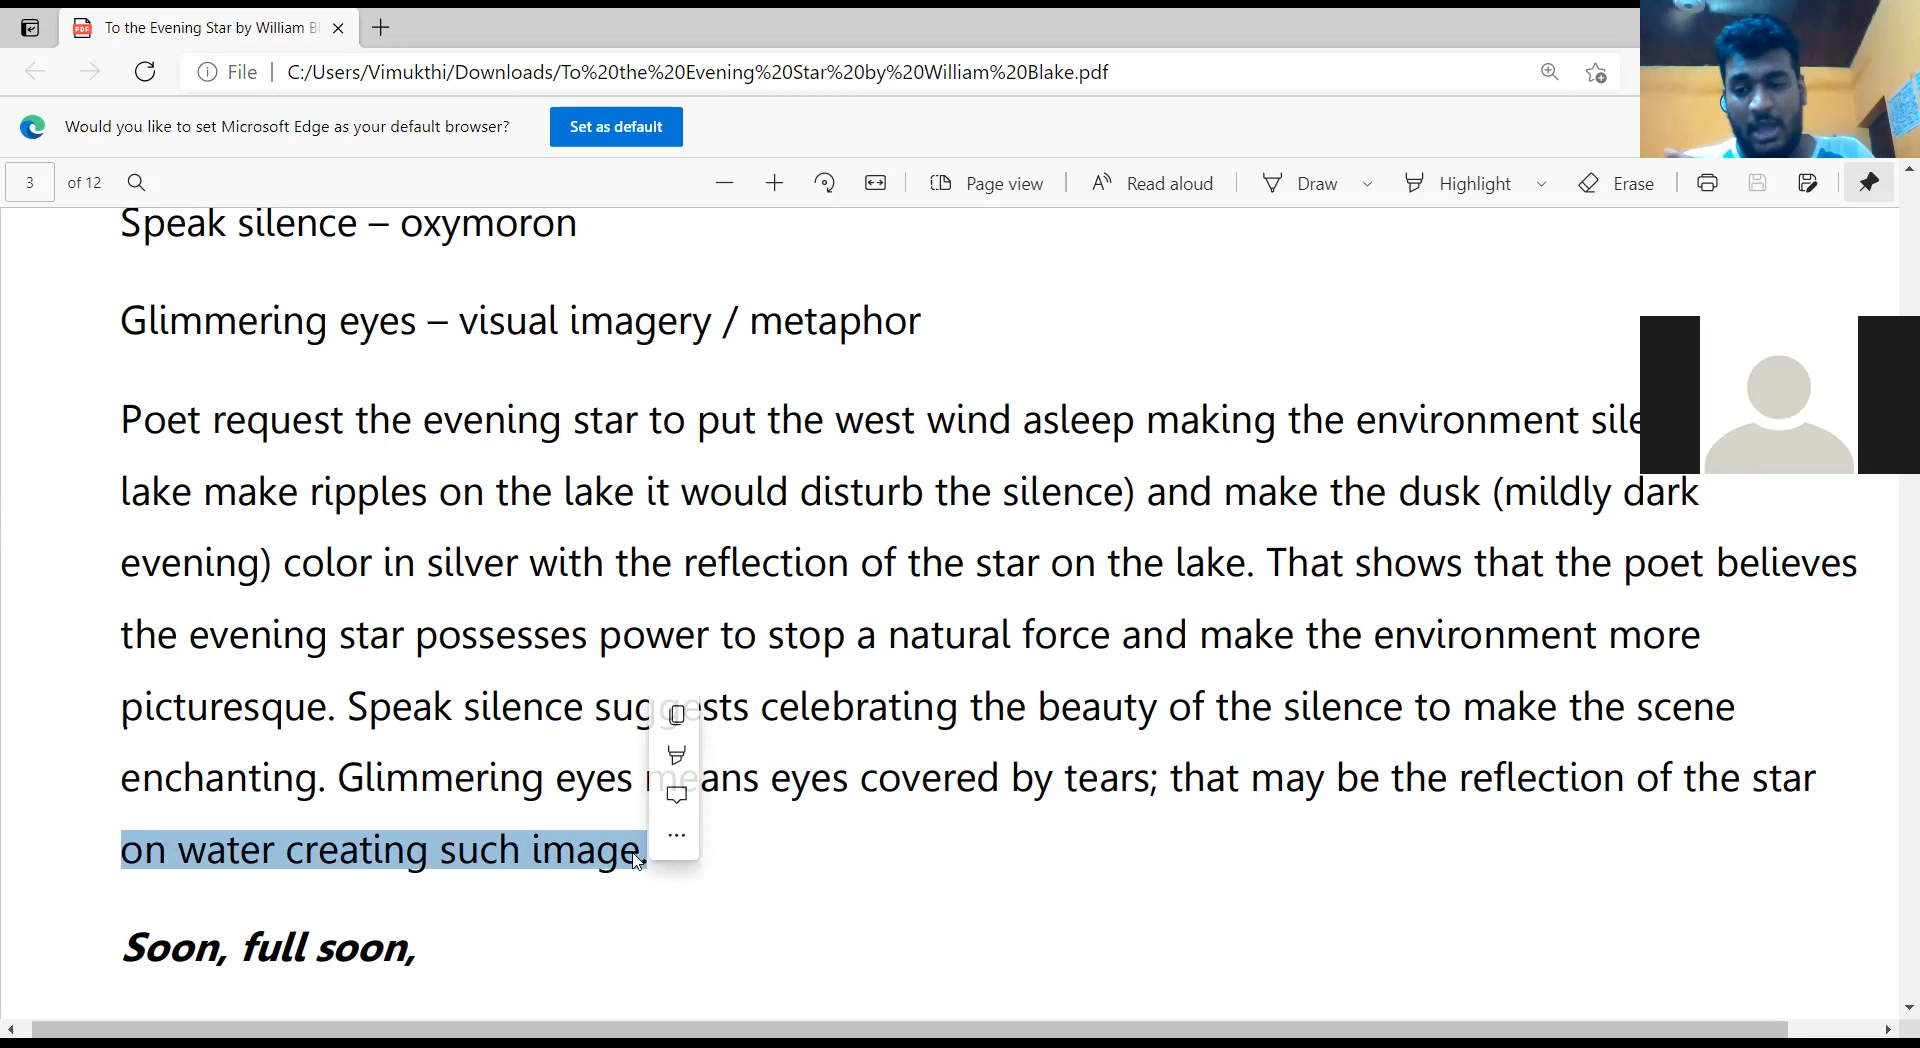 To the Evening Star by William B
File
C:/Users/Vimukthi/Downloads/To%20the%20Evening%20Star%20by%20William%20Blake.pdf
Would you like to set Microsoft Edge as your default browser?
Set as default
3 of 12
Page view
Read aloud
Draw
Highlight
Erase
Speak silence – oxymoron
Glimmering eyes – visual imagery / metaphor
Poet request the evening star to put the west wind asleep making the environment
lake make ripples on the lake it would disturb the silence) and make the dusk (mildly dark
evening) color in silver with the reflection of the star on the lake. That shows that the poet believes
the evening star possesses power to stop a natural force and make the environment more
picturesque. Speak silence suggests celebrating the beauty of the silence to make the scene
enchanting. Glimmering eyes means eyes covered by tears; that may be the reflection of the star
on water creating such image.
Soon, full soon,